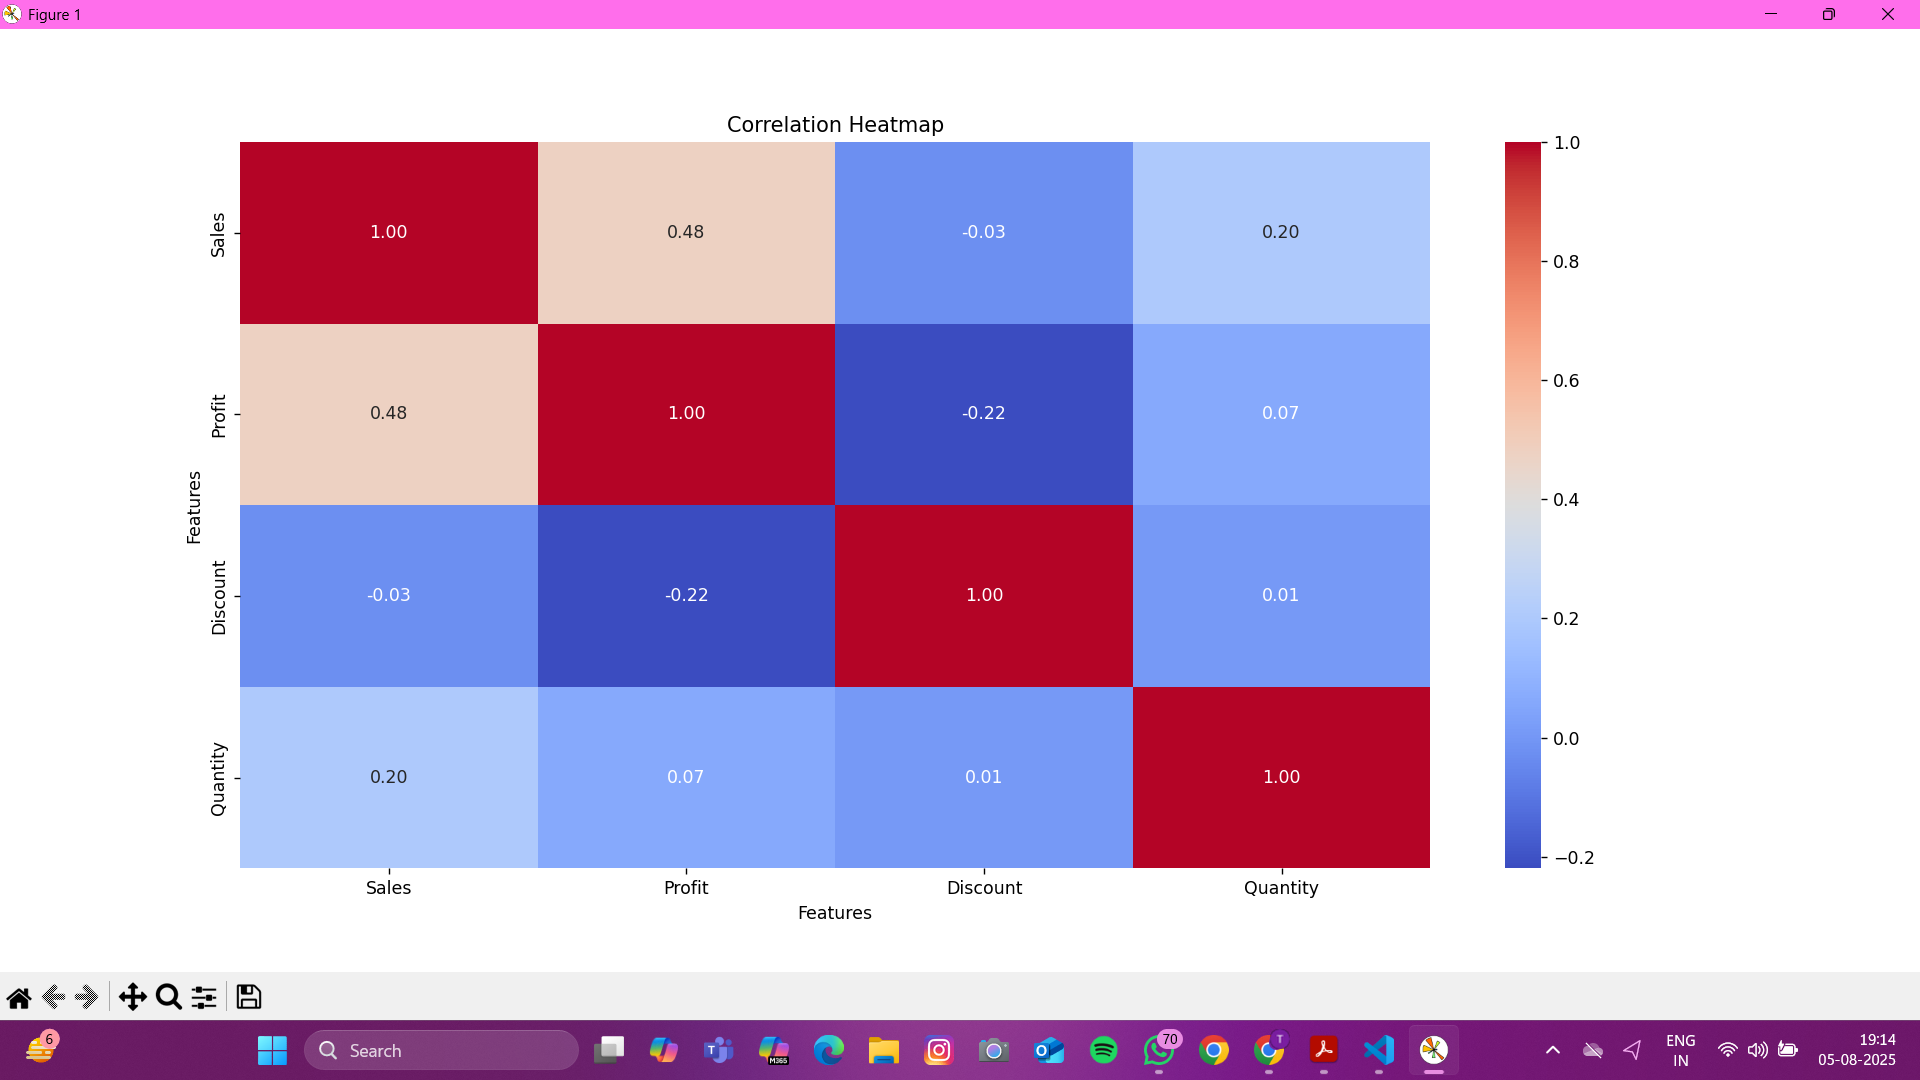 Figure 1
Correlation Heatmap
Sales
1.00
0.48
-0.03
0.20
Profit
0.48
1.00
-0.22
0.07
Discount
-0.03
-0.22
1.00
0.01
Quantity
0.20
0.07
0.01
1.00
Features
Sales
Profit
Discount
Quantity
Features
1.0
0.8
0.6
0.4
0.2
0.0
−0.2
6
Search
T
M365
O
70
T
ENG
IN
19:14
05-08-2025